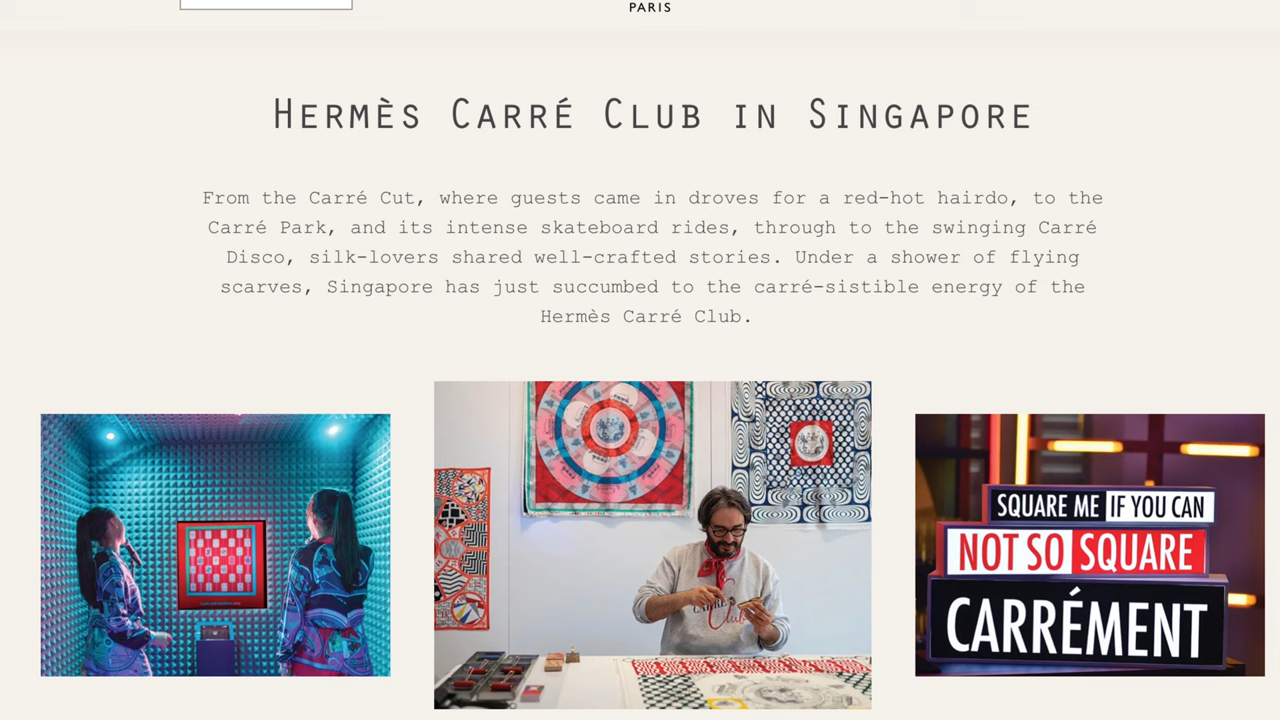 PARIS
HERMÈS CARRÉ CLUB IN SINGAPORE
From the Carré Cut, where guests came in droves for a red-hot hairdo, to the
Carré Park, and its intense skateboard rides, through to the swinging Carré
Disco, silk-lovers shared well-crafted stories. Under a shower of flying
scarves, Singapore has just succumbed to the carré-sistible energy of the
Hermès Carré Club.
SQUARE ME IF YOU CAN
NOT SO SQUARE
CARRÉMENT
CARRÉ
Club